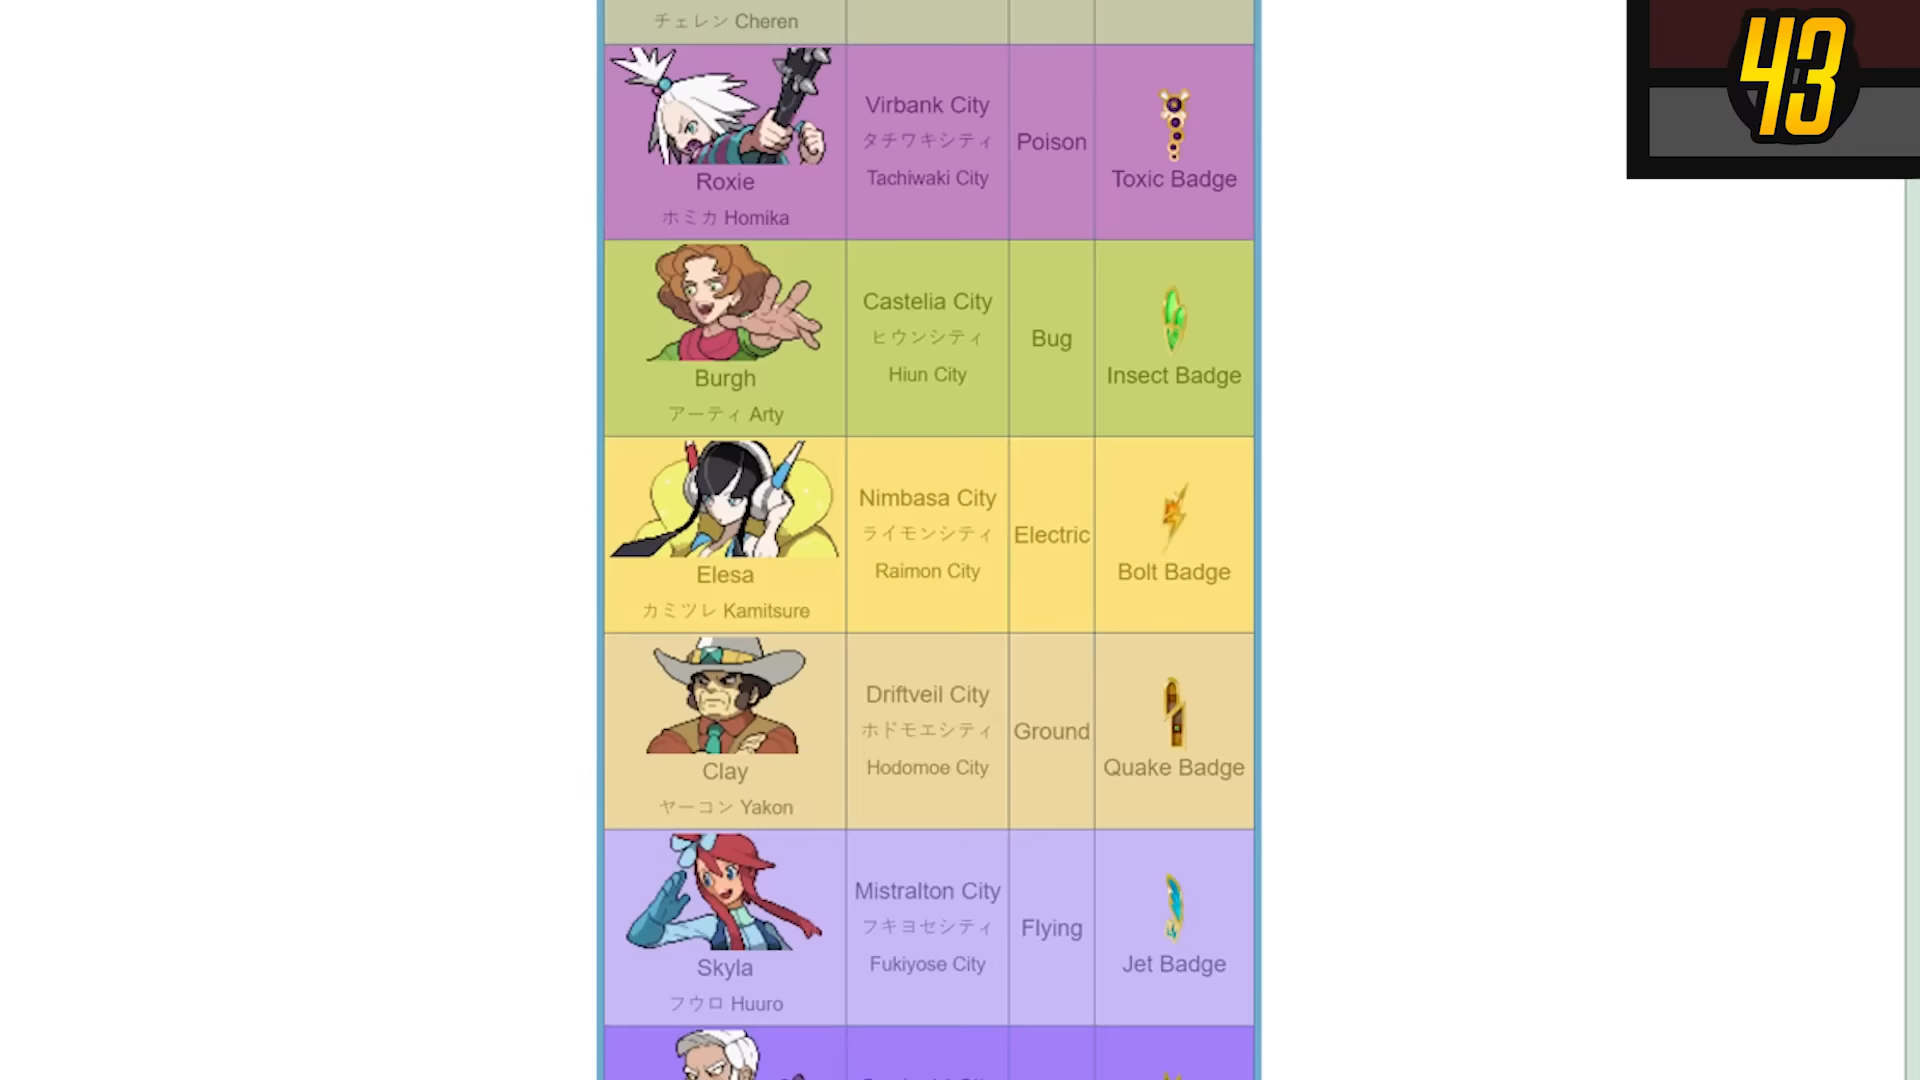 チェレン Cheren
Roxie
ホミカ Homika
Virbank City
タチワキシティ
Tachiwaki City
Poison
Toxic Badge
Burgh
アーティ Arty
Castelia City
ヒウンシティ
Hiun City
Bug
Insect Badge
Elesa
カミツレ Kamitsure
Nimbasa City
ライモンシティ
Raimon City
Electric
Bolt Badge
Clay
ヤーコン Yakon
Driftveil City
ホドモエシティ
Hodomoe City
Ground
Quake Badge
Skyla
フウロ Huuro
Mistralton City
フキヨセシティ
Fukiyose City
Flying
Jet Badge
43